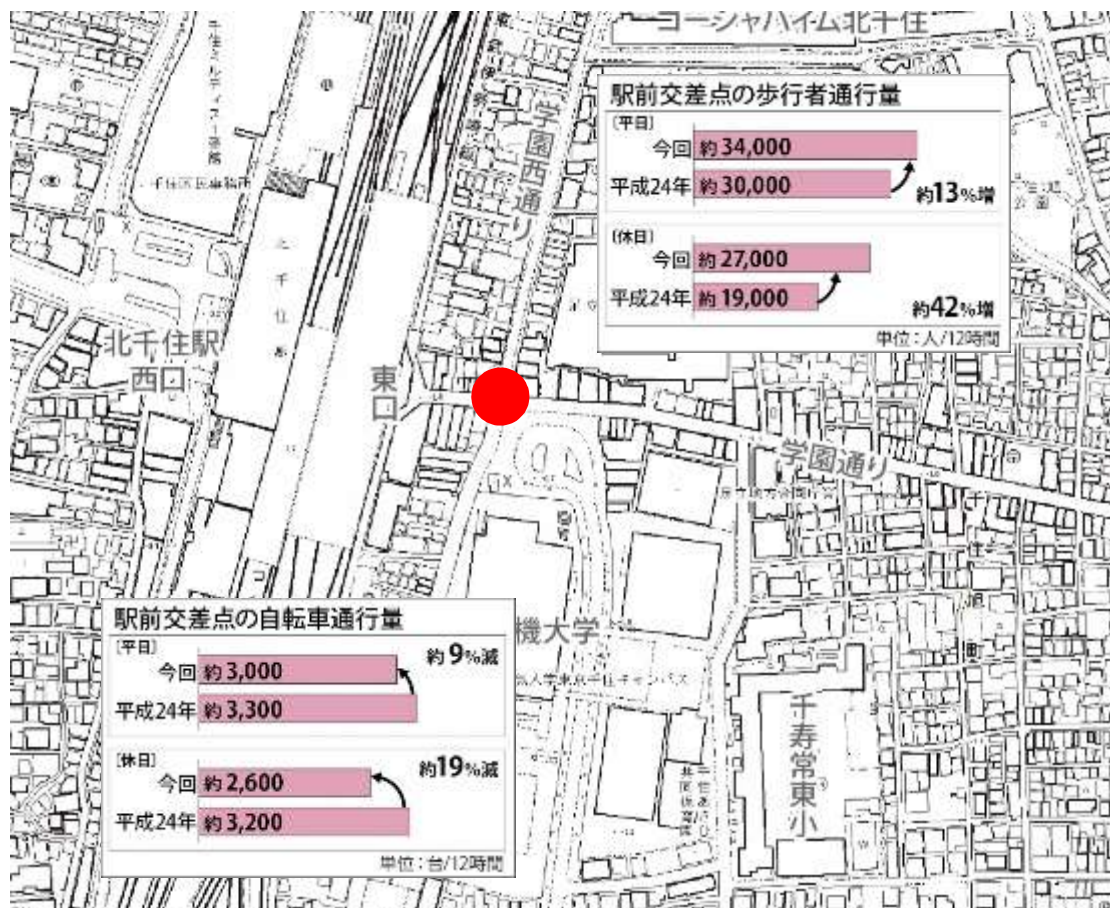 コーシャハイム北千住
学園西通り
駅前交差点の歩行者通行量
〔平日〕
今回 約34,000
平成24年 約30,000
約13%増
〔休日〕
今回 約27,000
平成24年 約19,000
約42%増
単位：人/12時間
千住区民事務所
北千住駅
西口
東口
学園通り
駅前交差点の自転車通行量
〔平日〕
約9%減
今回 約3,000
平成24年 約3,300
〔休日〕
約19%減
今回 約2,600
平成24年 約3,200
単位：台/12時間
機大学
千寿常東小